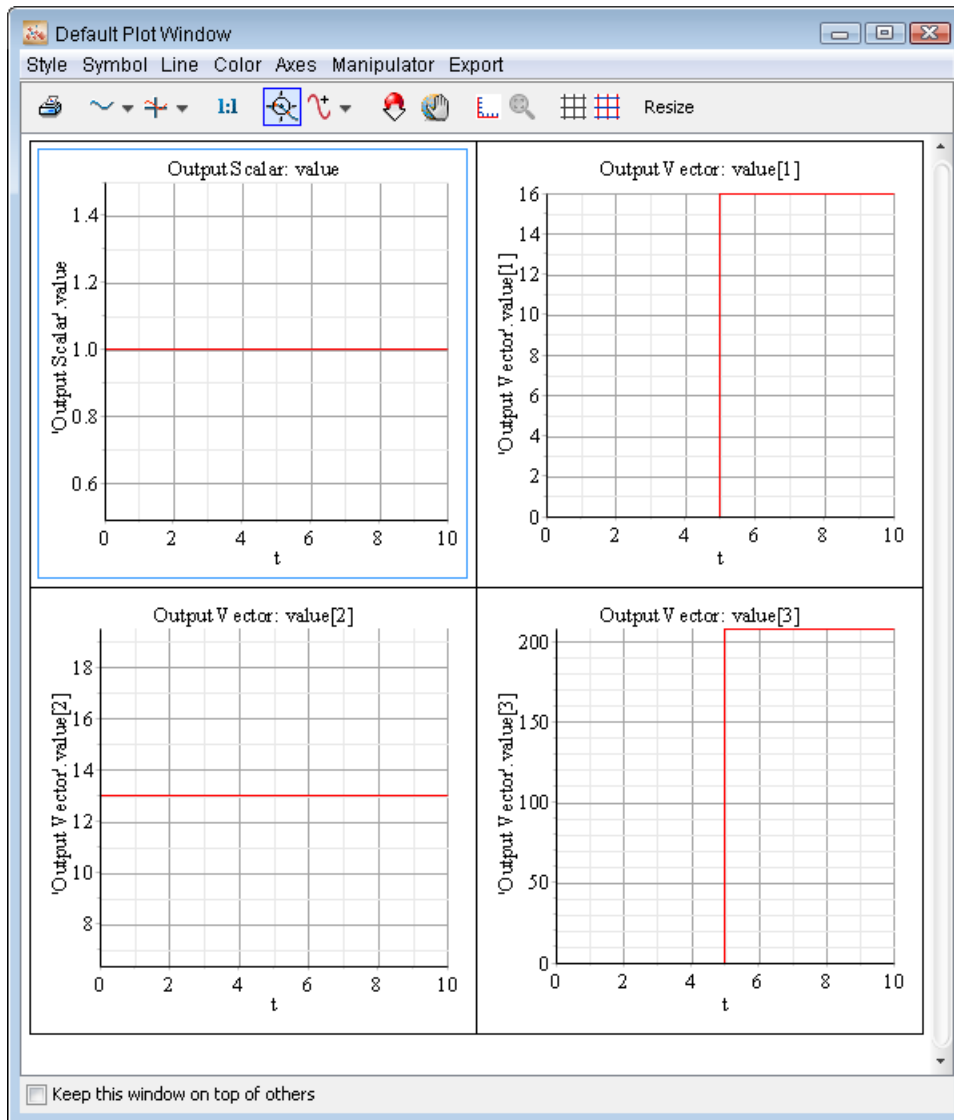 Default Plot Window
Style Symbol Line Color Axes Manipulator Export
1:1 Resize
Output Scalar: value
'Output Scalar'.value
1.4
1.2
1.0
0.8
0.6
0 2 4 6 8 10
t
Output Vector: value[1]
'Output Vector'.value[1]
16
14
12
10
8
6
4
2
0
0 2 4 6 8 10
t
Output Vector: value[2]
'Output Vector'.value[2]
18
16
14
12
10
8
0 2 4 6 8 10
t
Output Vector: value[3]
'Output Vector'.value[3]
200
150
100
50
0
0 2 4 6 8 10
t
Keep this window on top of others